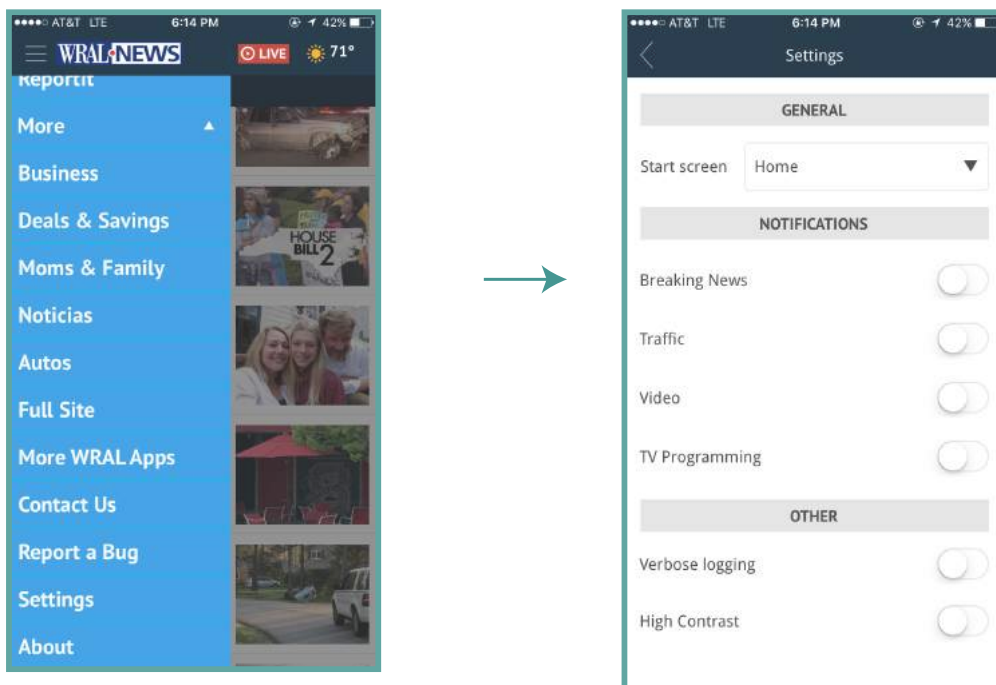 AT&T LTE 6:14 PM 42%
WRAL NEWS LIVE 71°
ReportIt
More
Business
Deals & Savings
Moms & Family
Noticias
Autos
Full Site
More WRAL Apps
Contact Us
Report a Bug
Settings
About
HOUSE
BILL 2
AT&T LTE 6:14 PM 42%
Settings
GENERAL
Start screen Home
NOTIFICATIONS
Breaking News
Traffic
Video
TV Programming
OTHER
Verbose logging
High Contrast